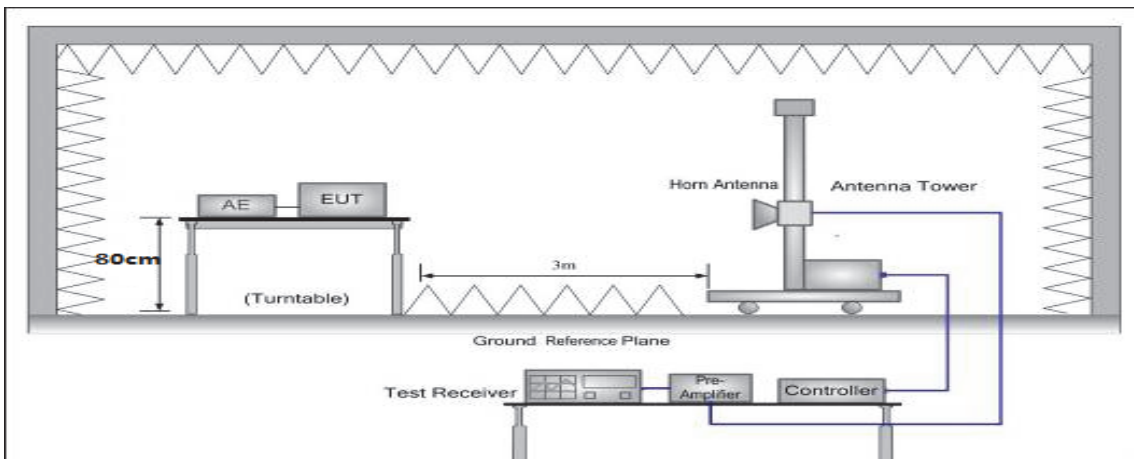 Horn Antenna
Antenna Tower
AE
EUT
80cm
3m
(Turntable)
Ground Reference Plane
Test Receiver
Pre-
Amplifier
Controller